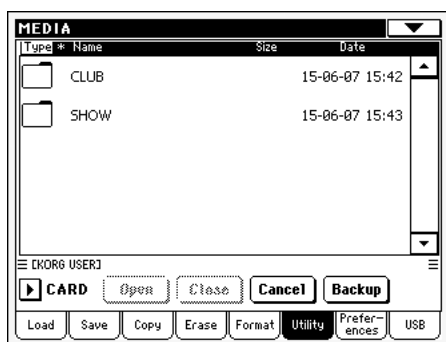 MEDIA
Type * Name Size Date
CLUB 15-06-07 15:42
SHOW 15-06-07 15:43
[KORG USER]
CARD Open Close Cancel Backup
Load Save Copy Erase Format Utility Prefer-
ences USB